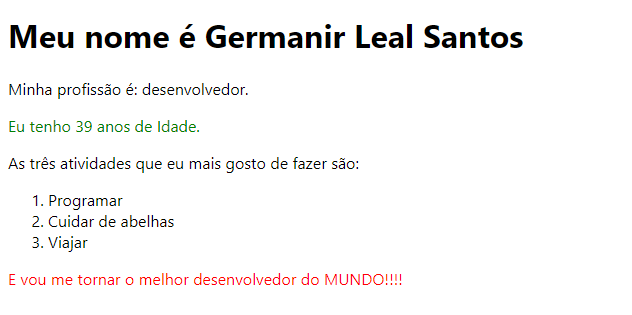 Meu nome é Germanir Leal Santos
Minha profissão é: desenvolvedor.
Eu tenho 39 anos de Idade.
As três atividades que eu mais gosto de fazer são:
1. Programar
2. Cuidar de abelhas
3. Viajar
E vou me tornar o melhor desenvolvedor do MUNDO!!!!